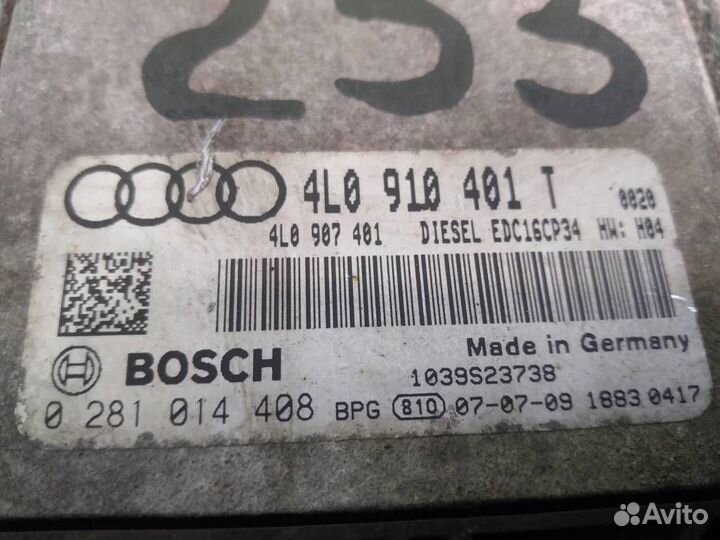 253
4L0 910 401 T 0020
4L0 907 401 DIESEL EDC16CP34 HW: H04
BOSCH
Made in Germany
1039S23738
0 281 014 408 BPG 810 07-07-09 1883 0417
Avito